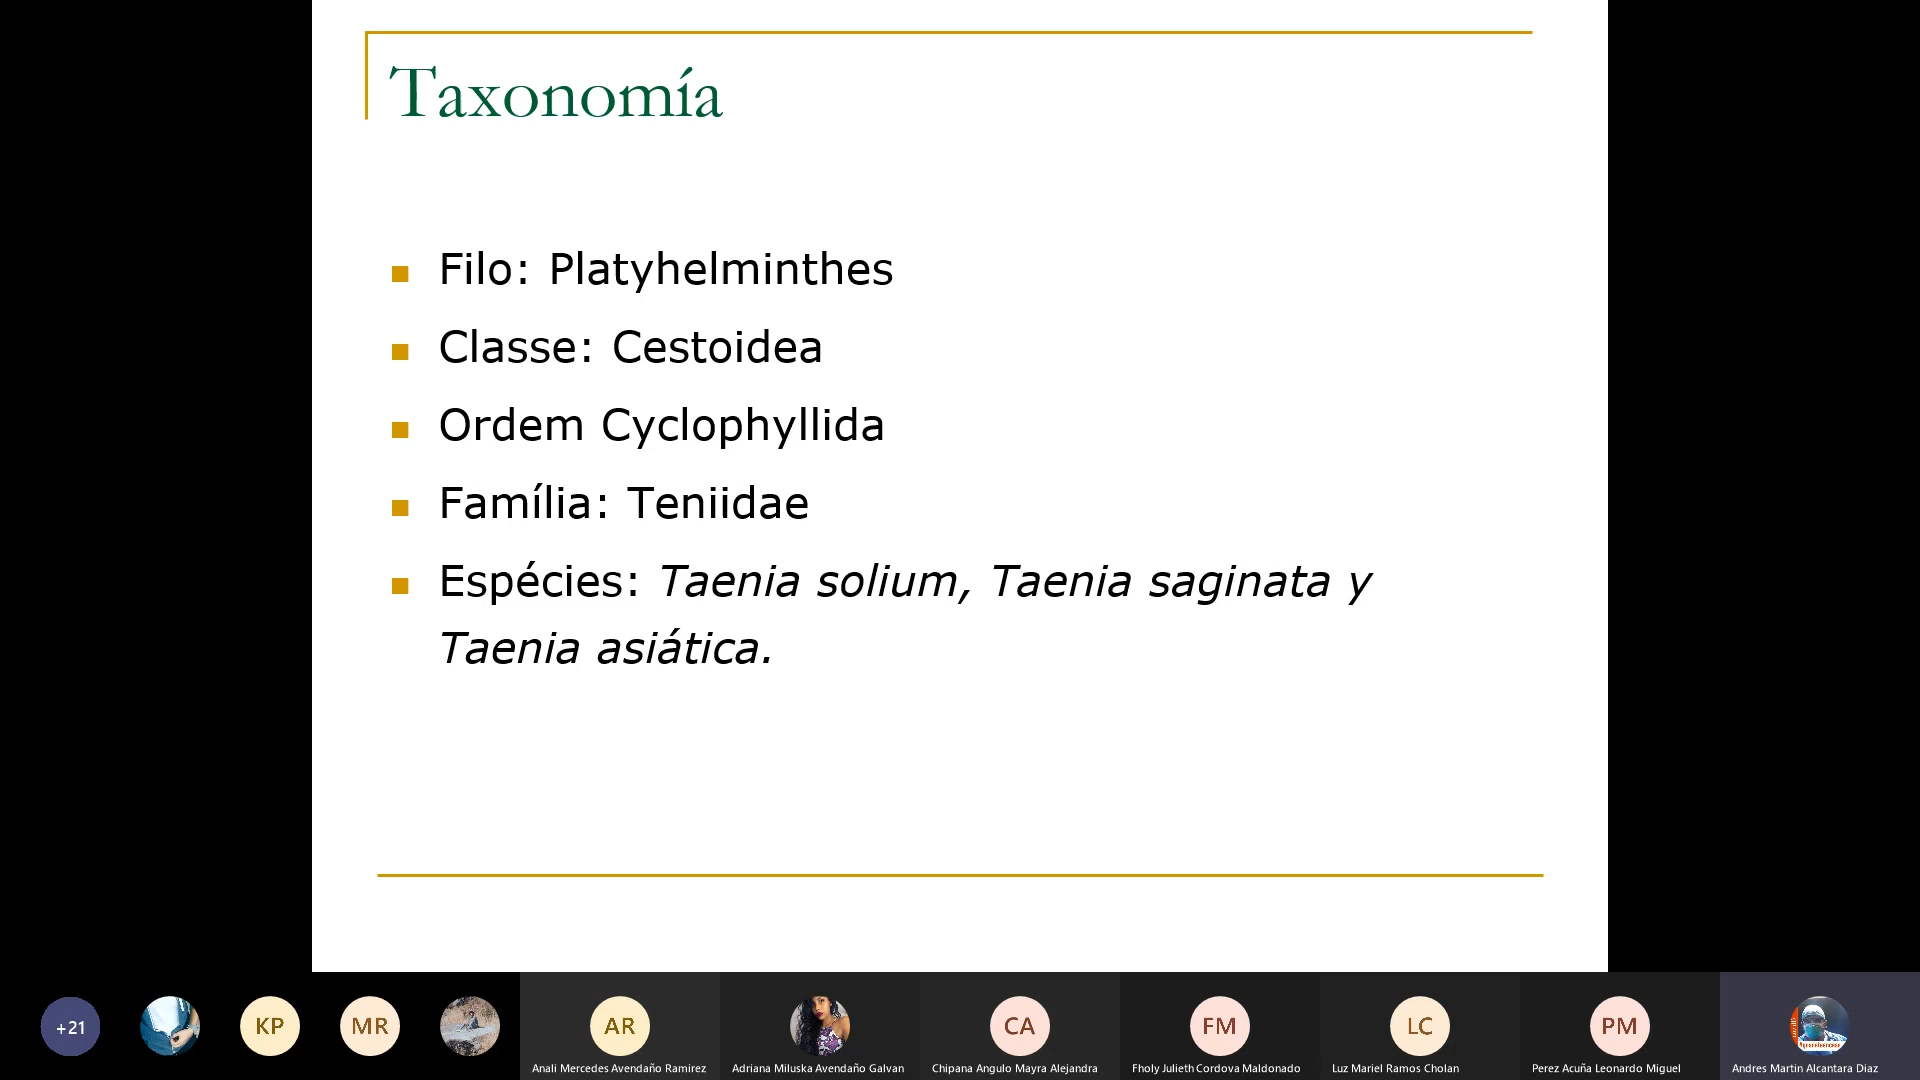 Taxonomía
Filo: Platyhelminthes
Classe: Cestoidea
Ordem Cyclophyllida
Família: Teniidae
Espécies: Taenia solium, Taenia saginata y
Taenia asiática.
+21
KP
MR
AR
CA
FM
LC
PM
Anali Mercedes Avendaño Ramirez
Adriana Miluska Avendaño Galvan
Chipana Angulo Mayra Alejandra
Fholy Julieth Cordova Maldonado
Luz Mariel Ramos Cholan
Perez Acuña Leonardo Miguel
Andres Martin Alcantara Diaz